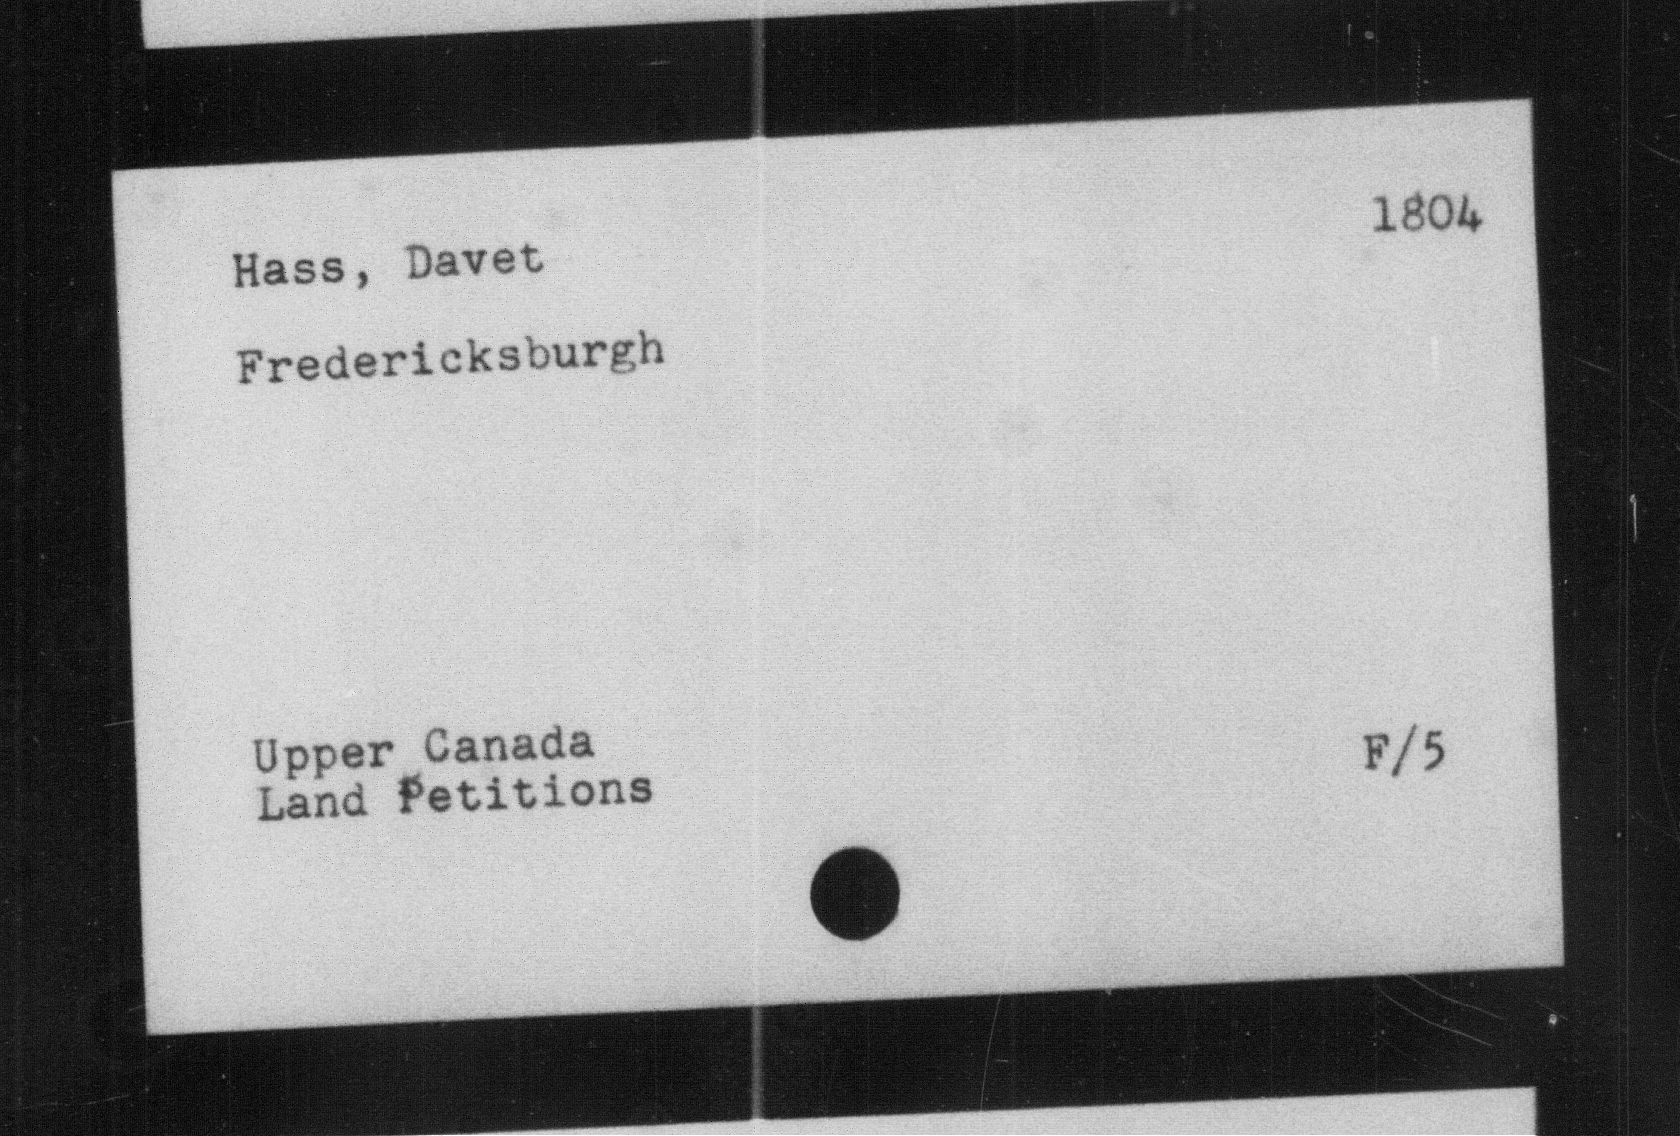 1804
Hass, Davet
Fredericksburgh
Upper Canada
Land Petitions
F/5